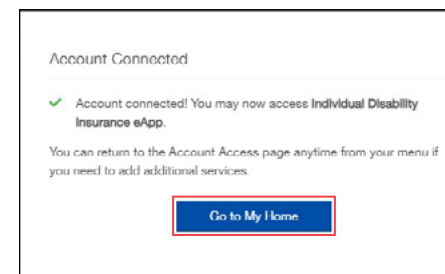 Account Connected
Account connected! You may now access Individual Disability
Insurance eApp.
You can return to the Account Access page anytime from your menu if
you need to add additional services.
Go to My Home